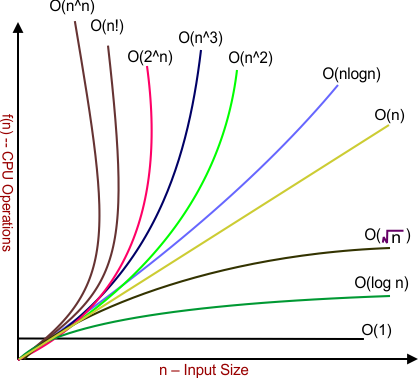 O(n^n)
O(n!)
O(2^n)
O(n^3)
O(n^2)
O(nlogn)
O(n)
O(√n)
O(log n)
O(1)
f(n) -- CPU Operations
n – Input Size